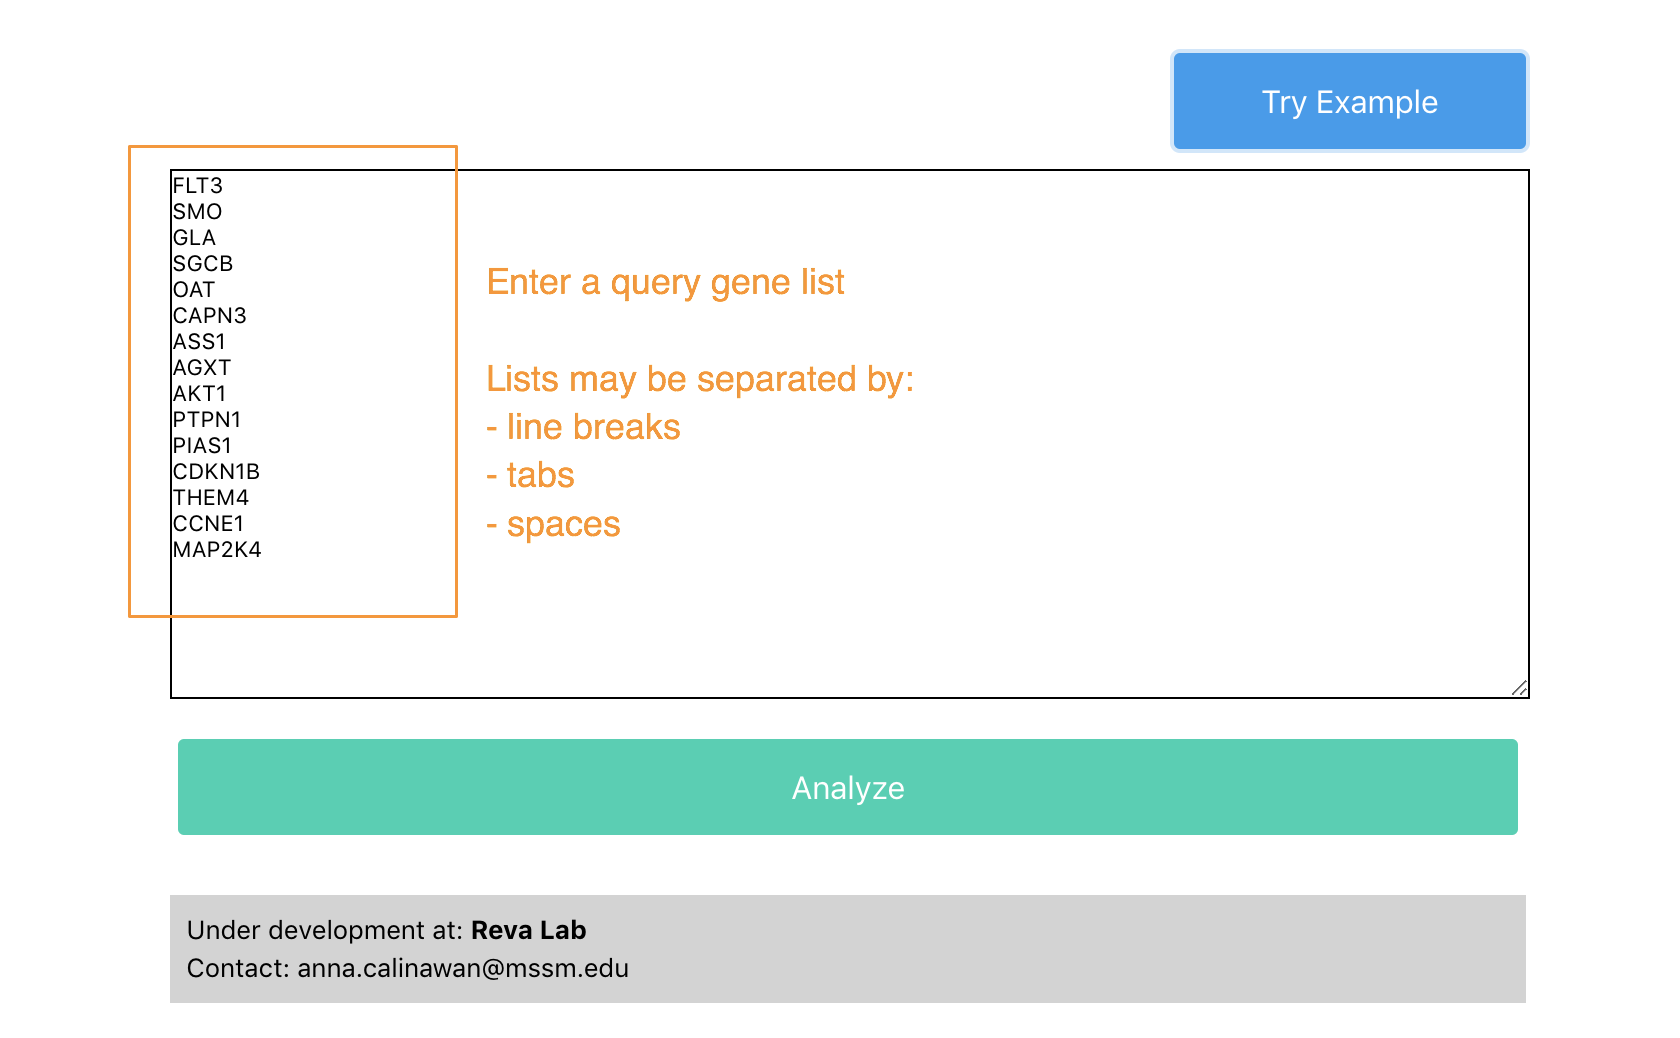 Try Example
FLT3
SMO
GLA
SGCB
OAT
CAPN3
ASS1
AGXT
AKT1
PTPN1
PIAS1
CDKN1B
THEM4
CCNE1
MAP2K4
Enter a query gene list
Lists may be separated by:
- line breaks
- tabs
- spaces
Analyze
Under development at: Reva Lab
Contact: anna.calinawan@mssm.edu